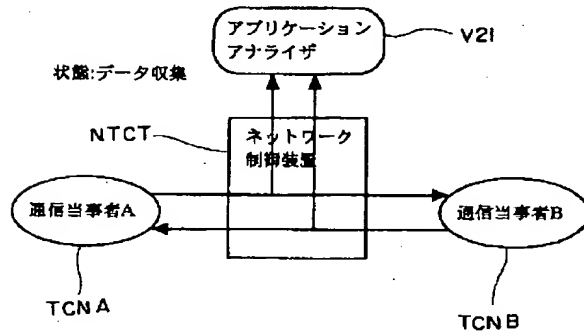 アプリケーション
アナライザ
V21
状態:データ収集
NTCT
ネットワーク
制御装置
通信当事者A
通信当事者B
TCNA
TCNB